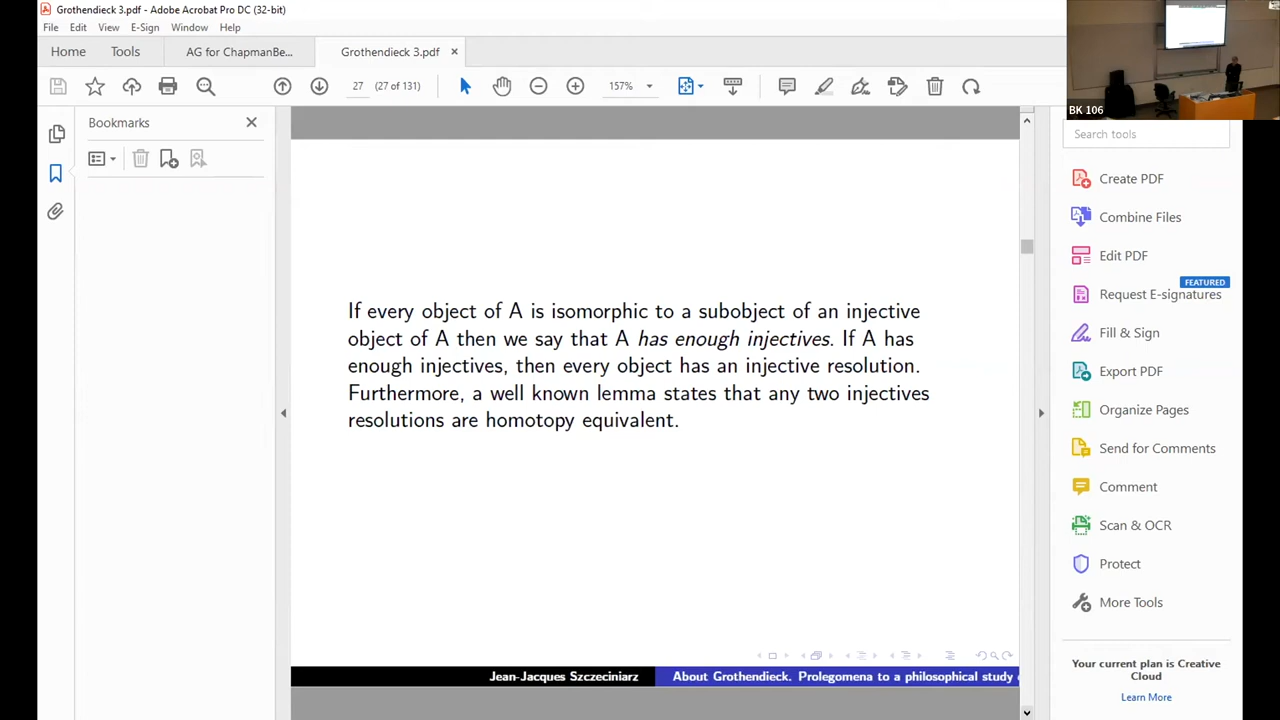 Grothendieck 3.pdf - Adobe Acrobat Pro DC (32-bit)
File Edit View E-Sign Window Help
Home Tools AG for ChapmanBe... Grothendieck 3.pdf
27 (27 of 131) 157%
BK 106
Bookmarks
Search tools
Create PDF
Combine Files
Edit PDF
FEATURED
Request E-signatures
Fill & Sign
Export PDF
Organize Pages
Send for Comments
Comment
Scan & OCR
Protect
More Tools
Your current plan is Creative
Cloud
Learn More
If every object of A is isomorphic to a subobject of an injective
object of A then we say that A has enough injectives. If A has
enough injectives, then every object has an injective resolution.
Furthermore, a well known lemma states that any two injectives
resolutions are homotopy equivalent.
Jean-Jacques Szczeciniarz About Grothendieck. Prolegomena to a philosophical study